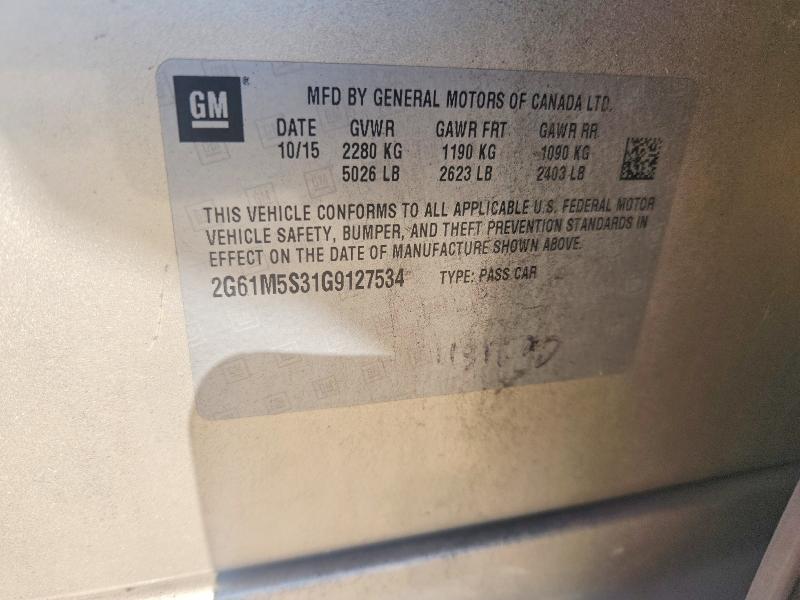 GM
MFD BY GENERAL MOTORS OF CANADA LTD.
DATE GVWR GAWR FRT GAWR RR
10/15 2280 KG 1190 KG 1090 KG
5026 LB 2623 LB 2403 LB
THIS VEHICLE CONFORMS TO ALL APPLICABLE U.S. FEDERAL MOTOR
VEHICLE SAFETY, BUMPER, AND THEFT PREVENTION STANDARDS IN
EFFECT ON THE DATE OF MANUFACTURE SHOWN ABOVE.
2G61M5S31G9127534 TYPE: PASS CAR